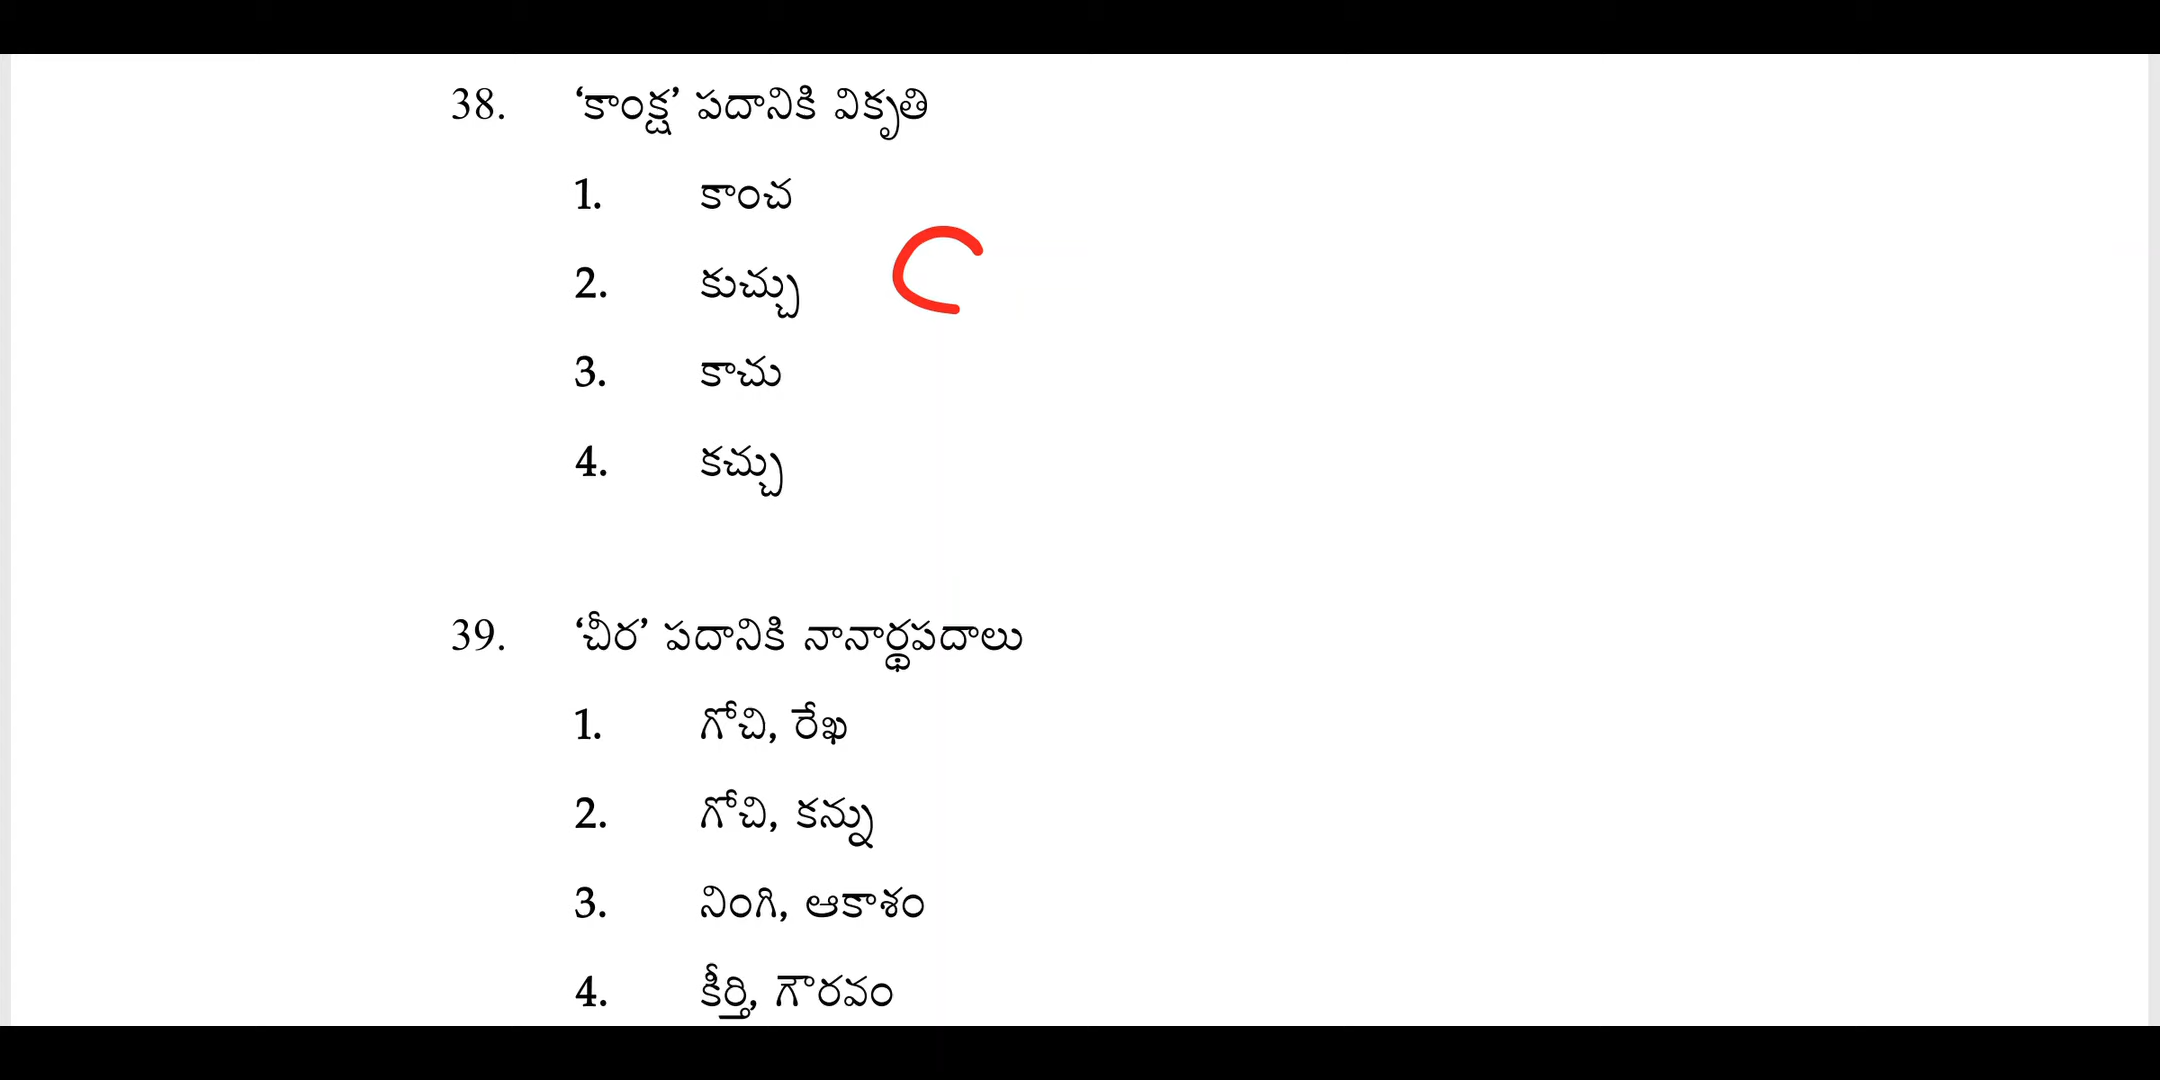 38. ‘కాంక్ష’ పదానికి వికృతి
1. కాంచ
2. కుచ్చు
3. కాచు
4. కచ్చు
39. ‘చీర’ పదానికి నానార్థపదాలు
1. గోచి, రేఖ
2. గోచి, కన్ను
3. నింగి, ఆకాశం
4. కీర్తి, గౌరవం